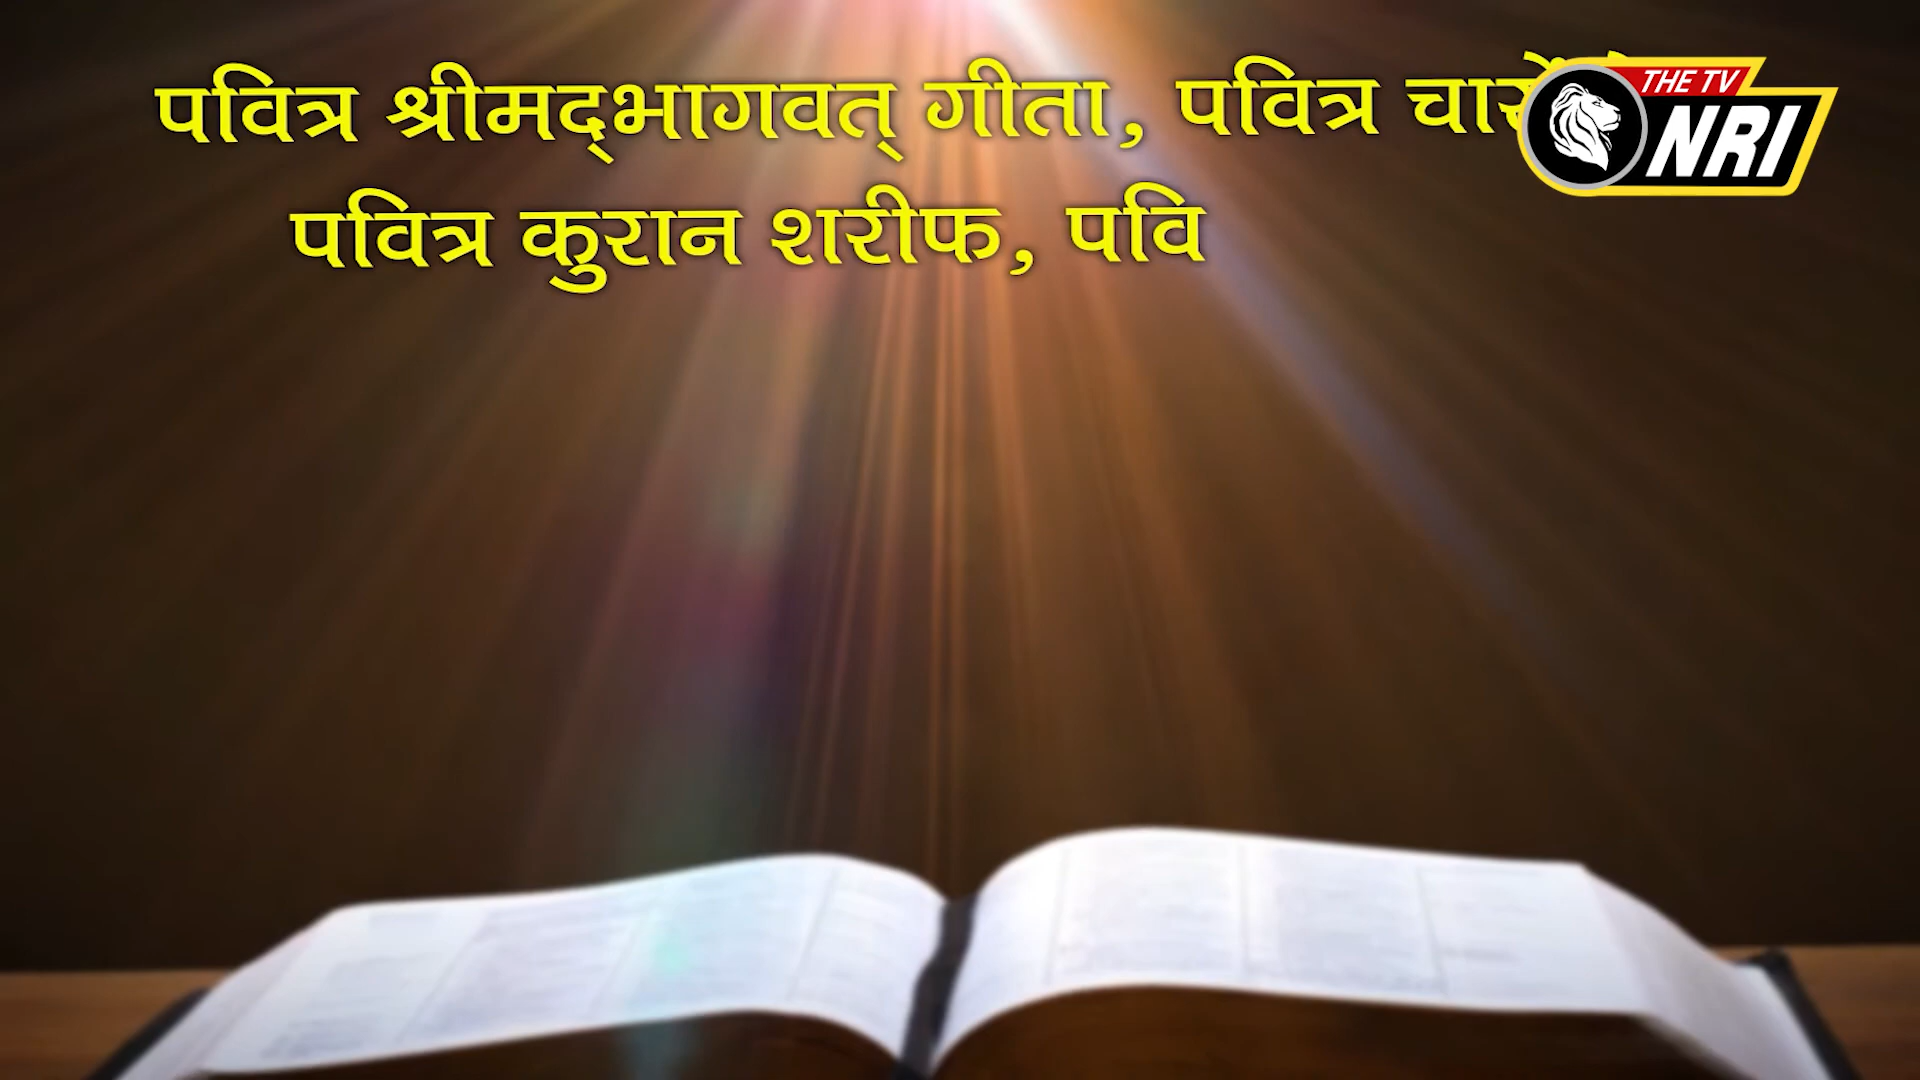 पवित्र श्रीमद्भागवत् गीता, पवित्र
THE TV
NRI
पवित्र कुरान शरीफ, पवि